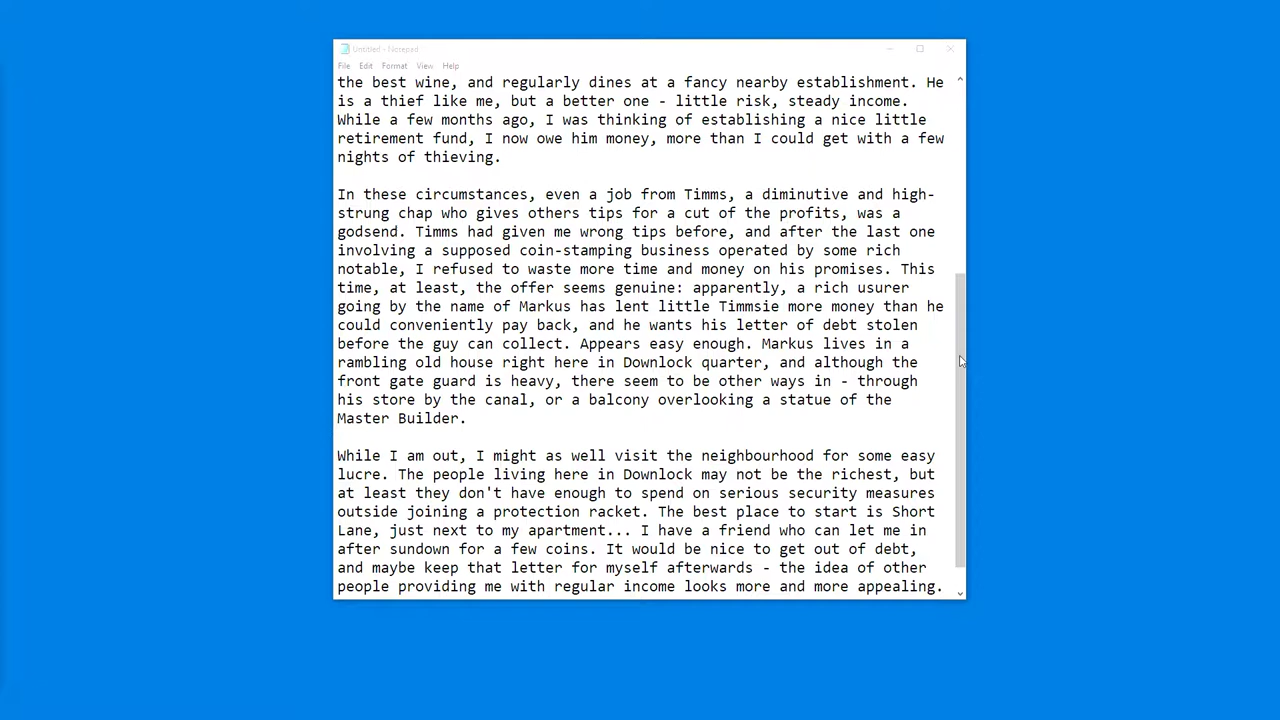 Untitled - Notepad
File Edit Format View Help
the best wine, and regularly dines at a fancy nearby establishment. He
is a thief like me, but a better one - little risk, steady income.
While a few months ago, I was thinking of establishing a nice little
retirement fund, I now owe him money, more than I could get with a few
nights of thieving.
In these circumstances, even a job from Timms, a diminutive and high-
strung chap who gives others tips for a cut of the profits, was a
godsend. Timms had given me wrong tips before, and after the last one
involving a supposed coin-stamping business operated by some rich
notable, I refused to waste more time and money on his promises. This
time, at least, the offer seems genuine: apparently, a rich usurer
going by the name of Markus has lent little Timmsie more money than he
could conveniently pay back, and he wants his letter of debt stolen
before the guy can collect. Appears easy enough. Markus lives in a
rambling old house right here in Downlock quarter, and although the
front gate guard is heavy, there seem to be other ways in - through
his store by the canal, or a balcony overlooking a statue of the
Master Builder.
While I am out, I might as well visit the neighbourhood for some easy
lucre. The people living here in Downlock may not be the richest, but
at least they don't have enough to spend on serious security measures
outside joining a protection racket. The best place to start is Short
Lane, just next to my apartment... I have a friend who can let me in
after sundown for a few coins. It would be nice to get out of debt,
and maybe keep that letter for myself afterwards - the idea of other
people providing me with regular income looks more and more appealing.